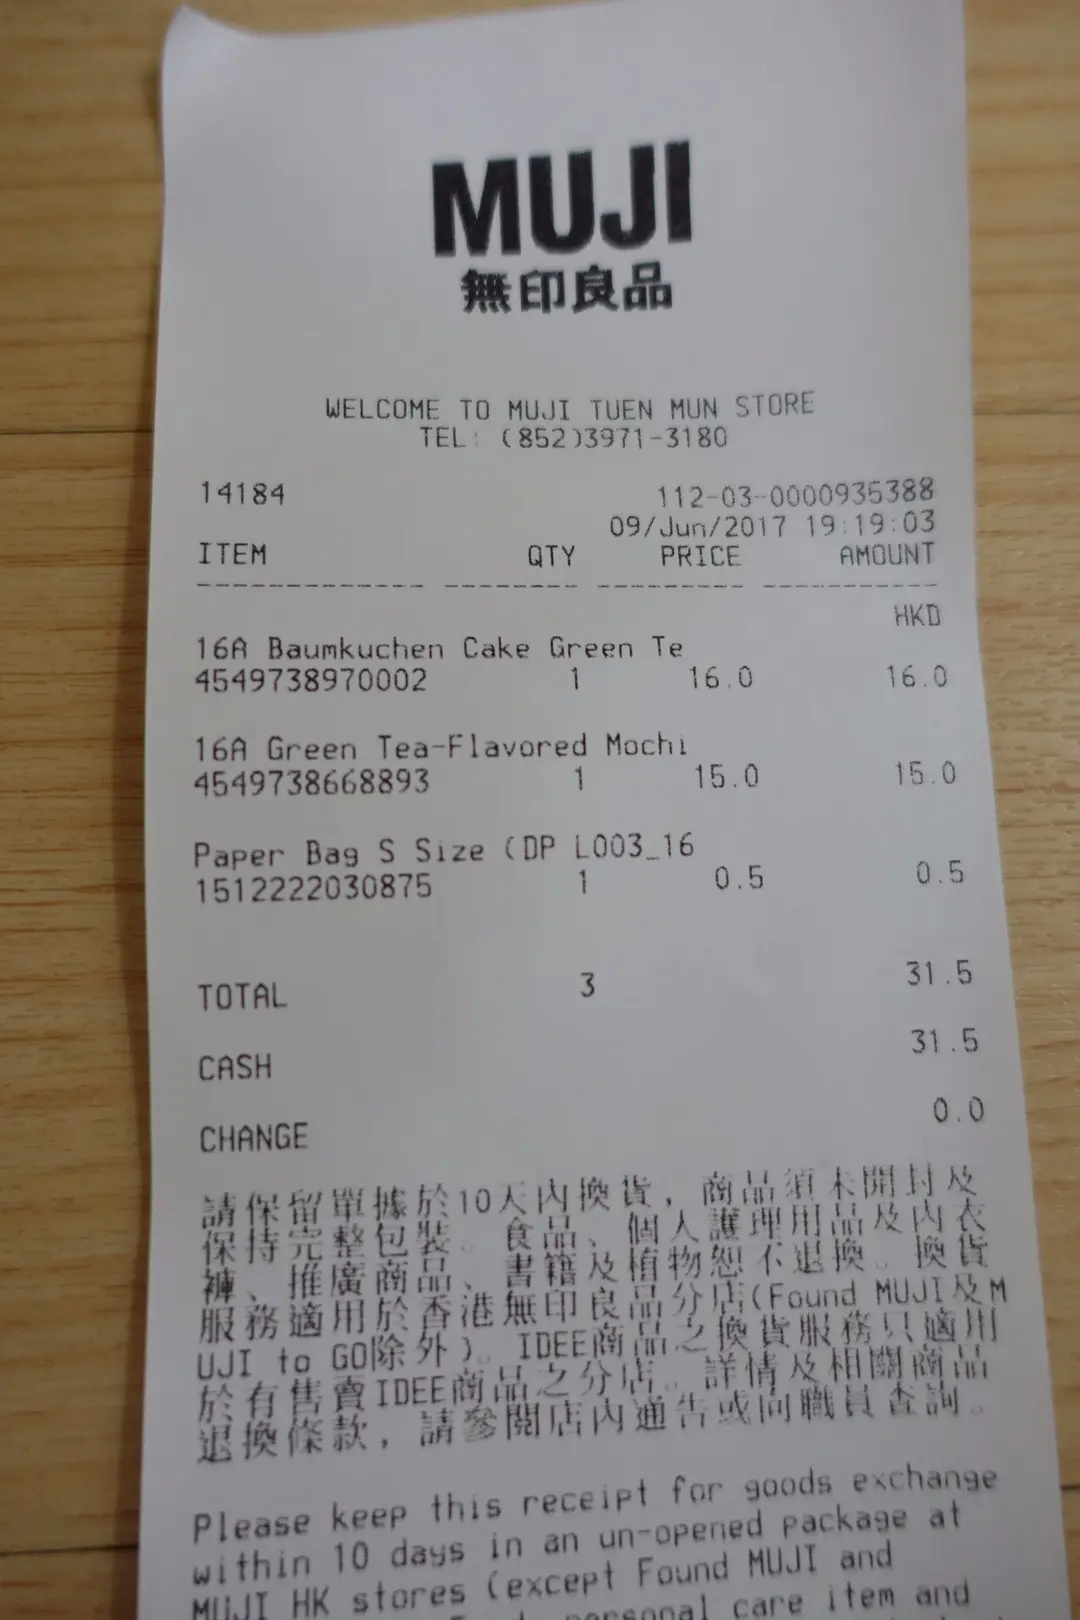 MUJI
無印良品
WELCOME TO MUJI TUEN MUN STORE
TEL: (852)3971-3180
14184 112-03-0000935388
09/Jun/2017 19:19:03
ITEM QTY PRICE AMOUNT
HKD
16A Baumkuchen Cake Green Te
4549738970002 1 16.0 16.0
16A Green Tea-Flavored Mochi
4549738668893 1 15.0 15.0
Paper Bag S Size (DP L003_16
1512222030875 1 0.5 0.5
TOTAL 3 31.5
CASH 31.5
CHANGE 0.0
請保留單據於10天內換貨，商品須未開封及
保持完整包裝。食品、個人護理用品及內衣
褲、推廣商品、書籍及植物恕不退換。換貨
服務適用於香港無印良品分店(Found MUJI及M
UJI to GO除外)。IDEE商品之換貨服務只適用
於有售賣IDEE商品之分店。詳情及相關商品
退換條款，請參閱店內通告或向職員查詢。
Please keep this receipt for goods exchange
within 10 days in an un-opened package at
MUJI HK stores (except Found MUJI and
personal care item and